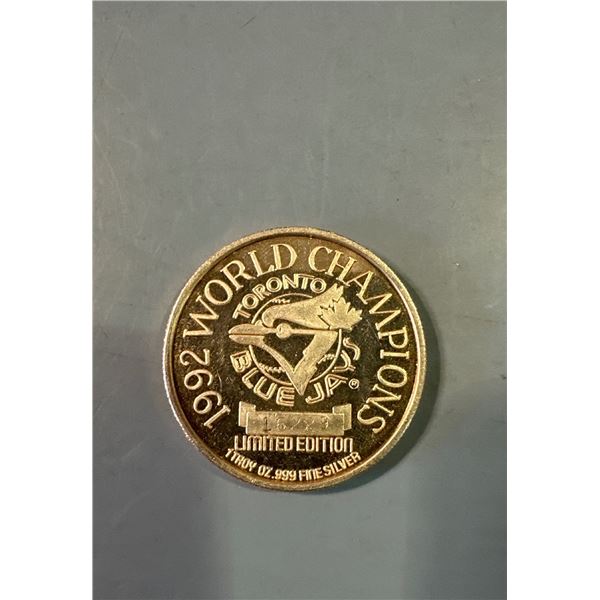 1992 WORLD CHAMPIONS
TORONTO
BLUE JAYS ®
LIMITED EDITION
1 TROY OZ .999 FINE SILVER